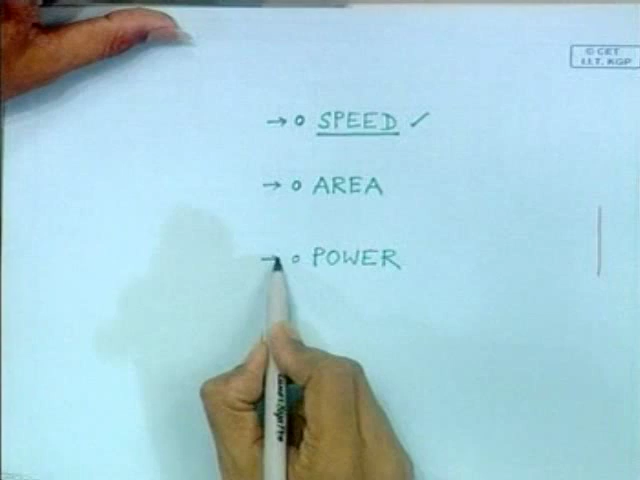 © CET
I.I.T. KGP
→ o SPEED ✓
→ o AREA
→ o POWER